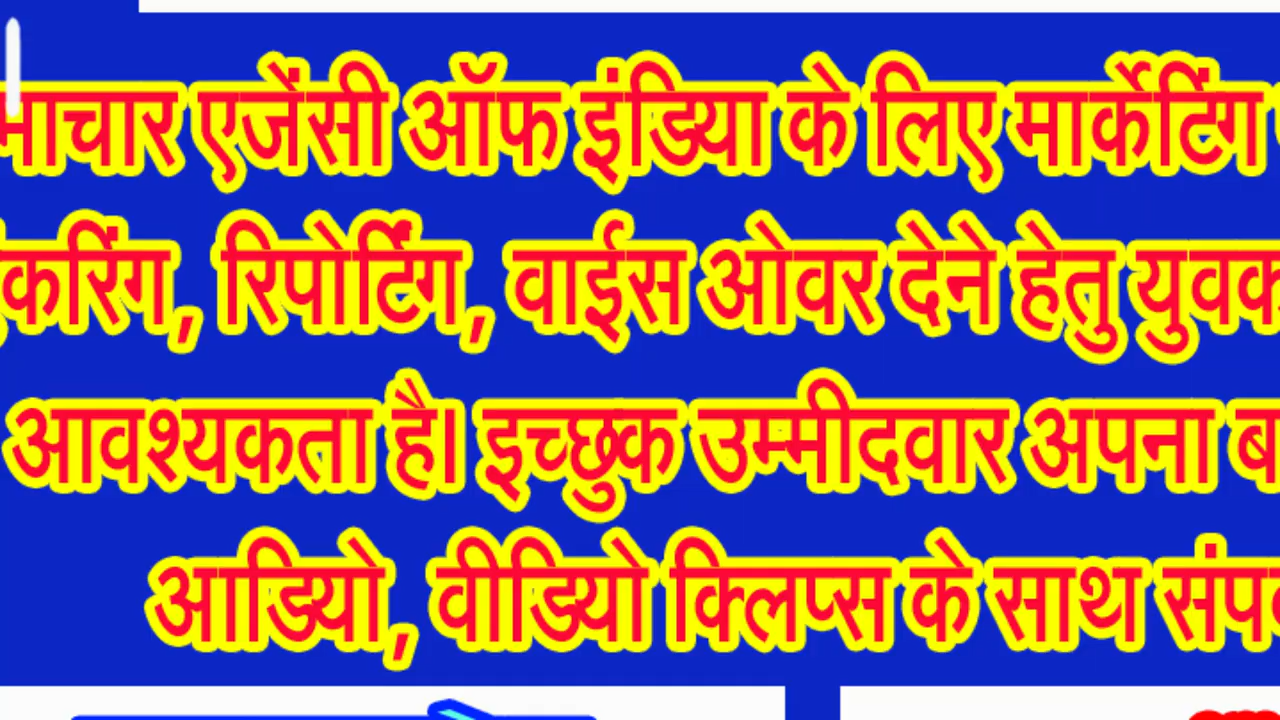 माचार एजेंसी ऑफ इंडिया के लिए मार्केटिंग
करिंग, रिपोर्टिंग, वाईस ओवर देने हेतु युवक
आवश्यकता है। इच्छुक उम्मीदवार अपना
आडियो, वीडियो क्लिप्स के साथ